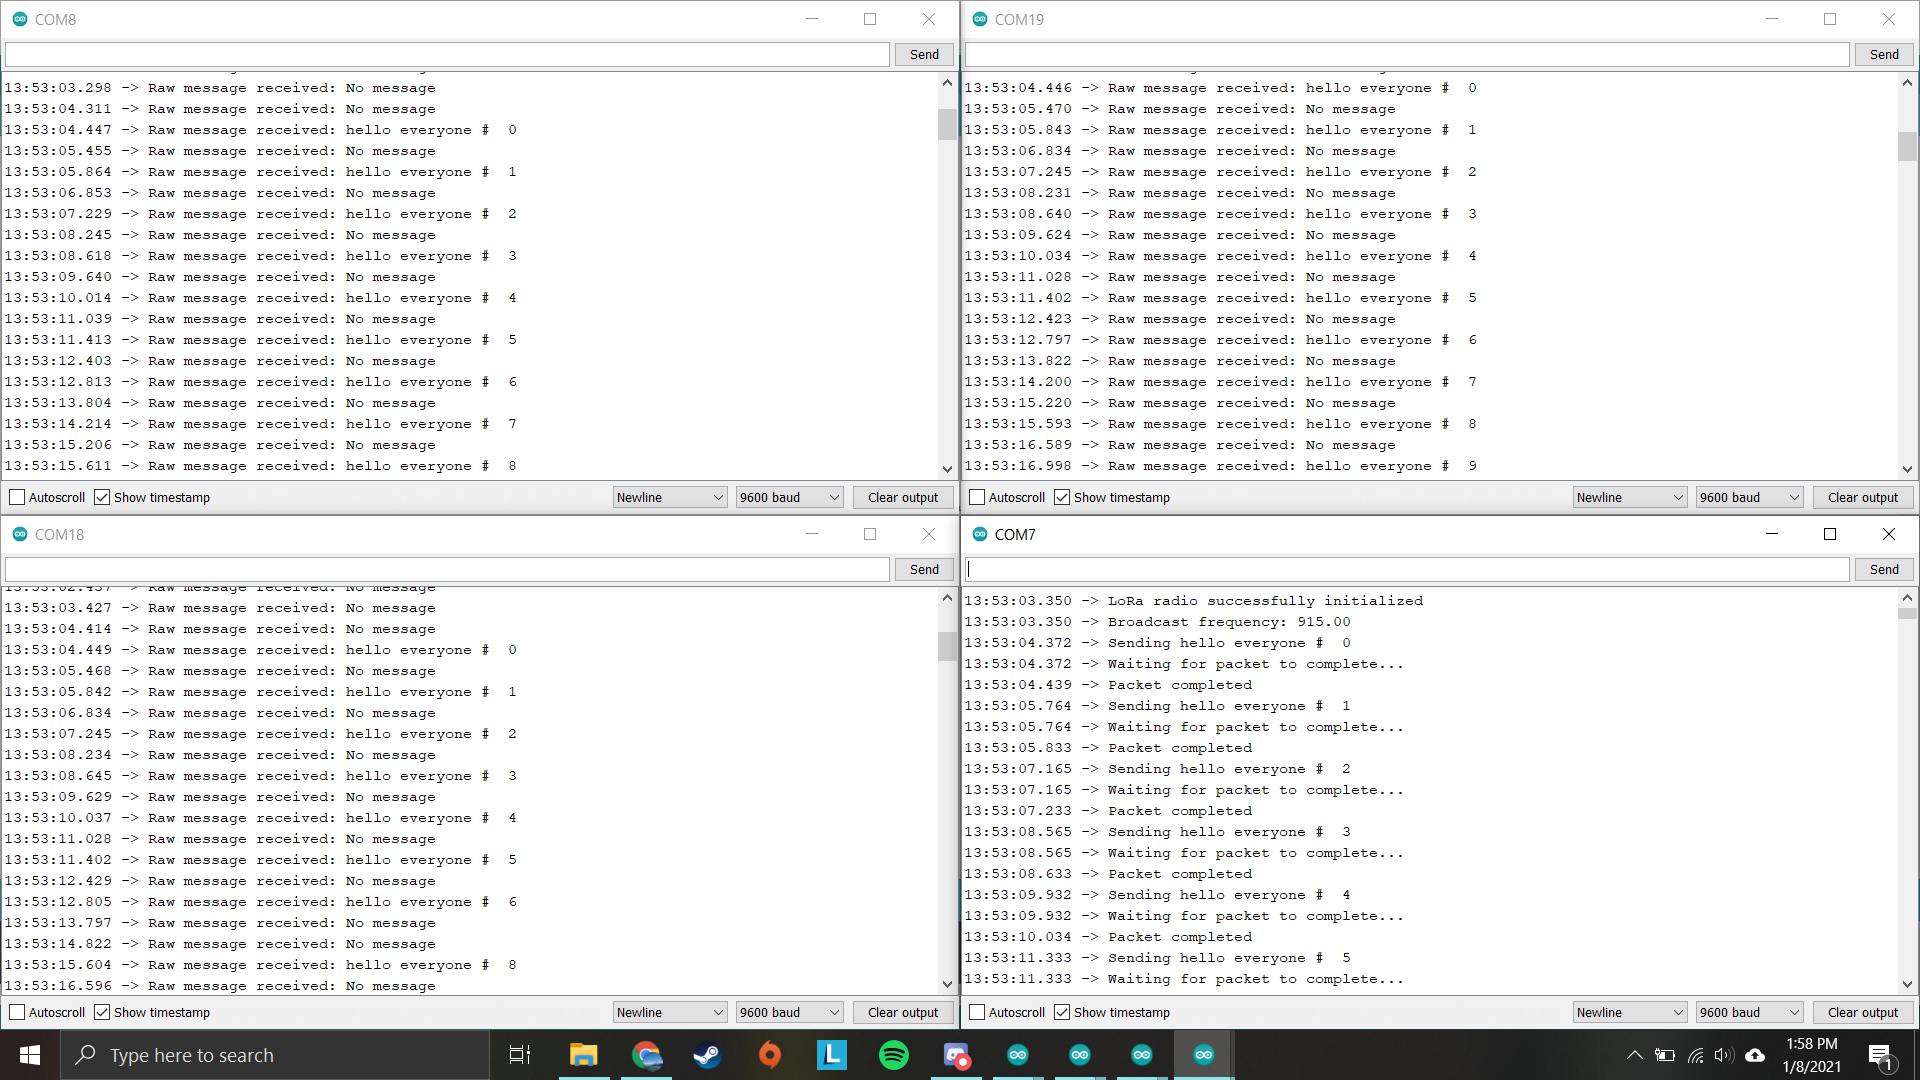 COM8
Send
13:53:03.298 -> Raw message received: No message
13:53:04.311 -> Raw message received: No message
13:53:04.447 -> Raw message received: hello everyone #  0
13:53:05.455 -> Raw message received: No message
13:53:05.864 -> Raw message received: hello everyone #  1
13:53:06.853 -> Raw message received: No message
13:53:07.229 -> Raw message received: hello everyone #  2
13:53:08.245 -> Raw message received: No message
13:53:08.618 -> Raw message received: hello everyone #  3
13:53:09.640 -> Raw message received: No message
13:53:10.014 -> Raw message received: hello everyone #  4
13:53:11.039 -> Raw message received: No message
13:53:11.413 -> Raw message received: hello everyone #  5
13:53:12.403 -> Raw message received: No message
13:53:12.813 -> Raw message received: hello everyone #  6
13:53:13.804 -> Raw message received: No message
13:53:14.214 -> Raw message received: hello everyone #  7
13:53:15.206 -> Raw message received: No message
13:53:15.611 -> Raw message received: hello everyone #  8
Autoscroll Show timestamp Newline 9600 baud Clear output
COM19
Send
13:53:04.446 -> Raw message received: hello everyone #  0
13:53:05.470 -> Raw message received: No message
13:53:05.843 -> Raw message received: hello everyone #  1
13:53:06.834 -> Raw message received: No message
13:53:07.245 -> Raw message received: hello everyone #  2
13:53:08.231 -> Raw message received: No message
13:53:08.640 -> Raw message received: hello everyone #  3
13:53:09.624 -> Raw message received: No message
13:53:10.034 -> Raw message received: hello everyone #  4
13:53:11.028 -> Raw message received: No message
13:53:11.402 -> Raw message received: hello everyone #  5
13:53:12.423 -> Raw message received: No message
13:53:12.797 -> Raw message received: hello everyone #  6
13:53:13.822 -> Raw message received: No message
13:53:14.200 -> Raw message received: hello everyone #  7
13:53:15.220 -> Raw message received: No message
13:53:15.593 -> Raw message received: hello everyone #  8
13:53:16.589 -> Raw message received: No message
13:53:16.998 -> Raw message received: hello everyone #  9
Autoscroll Show timestamp Newline 9600 baud Clear output
COM18
Send
13:53:02.437 -> Raw message received: No message
13:53:03.427 -> Raw message received: No message
13:53:04.414 -> Raw message received: No message
13:53:04.449 -> Raw message received: hello everyone #  0
13:53:05.468 -> Raw message received: No message
13:53:05.842 -> Raw message received: hello everyone #  1
13:53:06.834 -> Raw message received: No message
13:53:07.245 -> Raw message received: hello everyone #  2
13:53:08.234 -> Raw message received: No message
13:53:08.645 -> Raw message received: hello everyone #  3
13:53:09.629 -> Raw message received: No message
13:53:10.037 -> Raw message received: hello everyone #  4
13:53:11.028 -> Raw message received: No message
13:53:11.402 -> Raw message received: hello everyone #  5
13:53:12.429 -> Raw message received: No message
13:53:12.805 -> Raw message received: hello everyone #  6
13:53:13.797 -> Raw message received: No message
13:53:14.822 -> Raw message received: No message
13:53:15.604 -> Raw message received: hello everyone #  8
13:53:16.596 -> Raw message received: No message
Autoscroll Show timestamp Newline 9600 baud Clear output
COM7
Send
13:53:03.350 -> LoRa radio successfully initialized
13:53:03.350 -> Broadcast frequency: 915.00
13:53:04.372 -> Sending hello everyone #  0
13:53:04.372 -> Waiting for packet to complete...
13:53:04.439 -> Packet completed
13:53:05.764 -> Sending hello everyone #  1
13:53:05.764 -> Waiting for packet to complete...
13:53:05.833 -> Packet completed
13:53:07.165 -> Sending hello everyone #  2
13:53:07.165 -> Waiting for packet to complete...
13:53:07.233 -> Packet completed
13:53:08.565 -> Sending hello everyone #  3
13:53:08.565 -> Waiting for packet to complete...
13:53:08.633 -> Packet completed
13:53:09.932 -> Sending hello everyone #  4
13:53:09.932 -> Waiting for packet to complete...
13:53:10.034 -> Packet completed
13:53:11.333 -> Sending hello everyone #  5
13:53:11.333 -> Waiting for packet to complete...
Autoscroll Show timestamp Newline 9600 baud Clear output
Type here to search
L
1:58 PM
1/8/2021
1